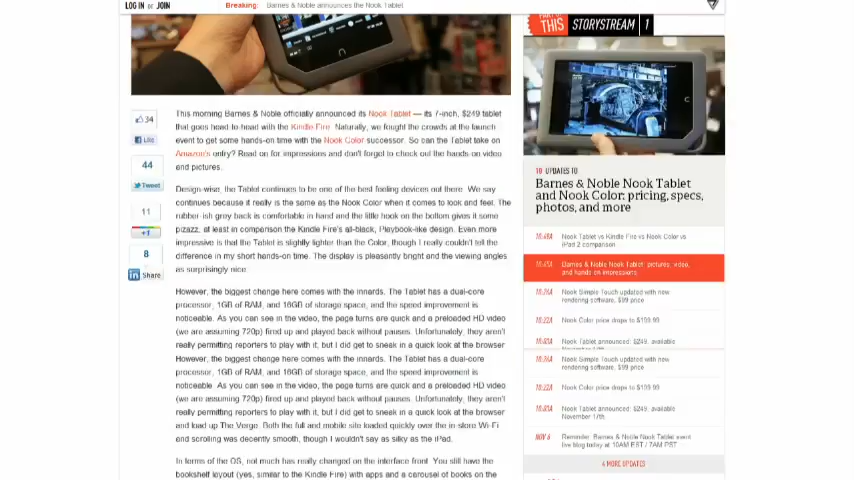 LOG IN or JOIN
Breaking: Barnes & Noble announces the Nook Tablet
THIS STORYSTREAM 1
34
Like
44
Tweet
11
+1
8
Share
This morning Barnes & Noble officially announced its Nook Tablet — its 7-inch, $249 tablet
that goes head-to-head with the Kindle Fire. Naturally, we fought the crowds at the launch
event to get some hands-on time with the Nook Color successor. So can the Tablet take on
Amazon's entry? Read on for impressions and don't forget to check out the hands-on video
and pictures.
Design-wise, the Tablet continues to be one of the best feeling devices out there. We say
continues because it really is the same as the Nook Color when it comes to look and feel. The
rubber-ish grey back is comfortable in hand and the little hook on the bottom gives it some
pizazz, at least in comparison the Kindle Fire's all-black, Playbook-like design. Even more
impressive is that the Tablet is slightly lighter than the Color, though I really couldn't tell the
difference in my short hands-on time. The display is pleasantly bright and the viewing angles
as surprisingly nice.
However, the biggest change here comes with the innards. The Tablet has a dual-core
processor, 1GB of RAM, and 16GB of storage space, and the speed improvement is
noticeable. As you can see in the video, the page turns are quick and a preloaded HD video
(we are assuming 720p) fired up and played back without pauses. Unfortunately, they aren't
really permitting reporters to play with it, but I did get to sneak in a quick look at the browser
However, the biggest change here comes with the innards. The Tablet has a dual-core
processor, 1GB of RAM, and 16GB of storage space, and the speed improvement is
noticeable. As you can see in the video, the page turns are quick and a preloaded HD video
(we are assuming 720p) fired up and played back without pauses. Unfortunately, they aren't
really permitting reporters to play with it, but I did get to sneak in a quick look at the browser
and load up The Verge. Both the full and mobile site loaded quickly over the in-store Wi-Fi
and scrolling was decently smooth, though I wouldn't say as silky as the iPad.
In terms of the OS, not much has really changed on the interface front. You still have the
bookshelf layout (yes, similar to the Kindle Fire) with apps and a carousel of books on the
10 UPDATES TO
Barnes & Noble Nook Tablet
and Nook Color: pricing, specs,
photos, and more
Nook Tablet vs Kindle Fire vs Nook Color vs
iPad 2 comparison
Barnes & Noble Nook Tablet: pictures, video,
and hands-on impressions
Nook Simple Touch updated with new
rendering software, $99 price
Nook Color price drops to $199.99
Nook Tablet announced: $249, available
Nook Simple Touch updated with new
rendering software, $99 price
Nook Color price drops to $199.99
Nook Tablet announced: $249, available
November 17th
NOV 6 Reminder: Barnes & Noble Nook Tablet event
live blog today at 10AM EST / 7AM PST
4 MORE UPDATES